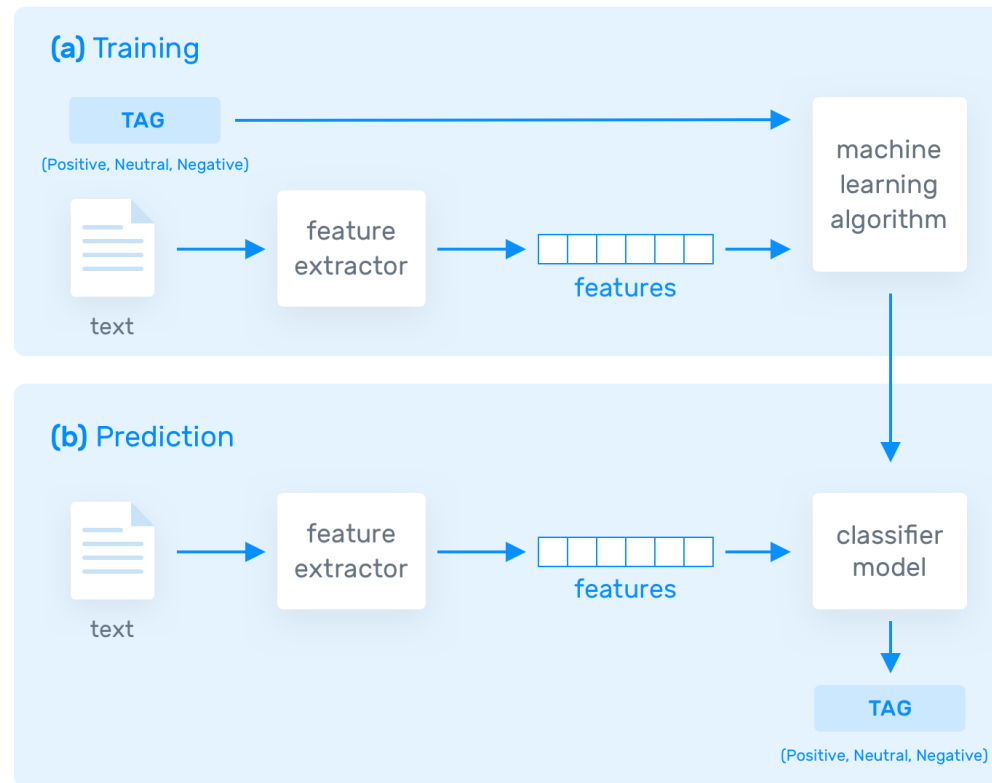 (a) Training
TAG
(Positive, Neutral, Negative)
text
feature
extractor
features
machine
learning
algorithm
(b) Prediction
text
feature
extractor
features
classifier
model
TAG
(Positive, Neutral, Negative)